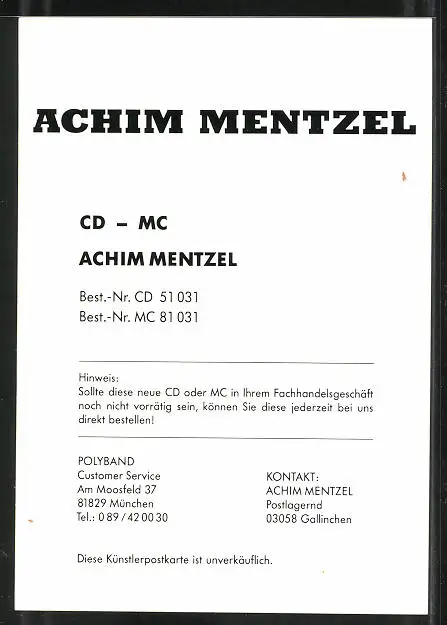 ACHIM MENTZEL
CD – MC
ACHIM MENTZEL
Best.-Nr. CD 51 031
Best.-Nr. MC 81 031
Hinweis:
Sollte diese neue CD oder MC in Ihrem Fachhandelsgeschäft
noch nicht vorrätig sein, können Sie diese jederzeit bei uns
direkt bestellen!
POLYBAND
Customer Service
Am Moosfeld 37
81829 München
Tel.: 0 89 / 42 00 30
KONTAKT:
ACHIM MENTZEL
Postlagernd
03058 Gallinchen
Diese Künstlerpostkarte ist unverkäuflich.